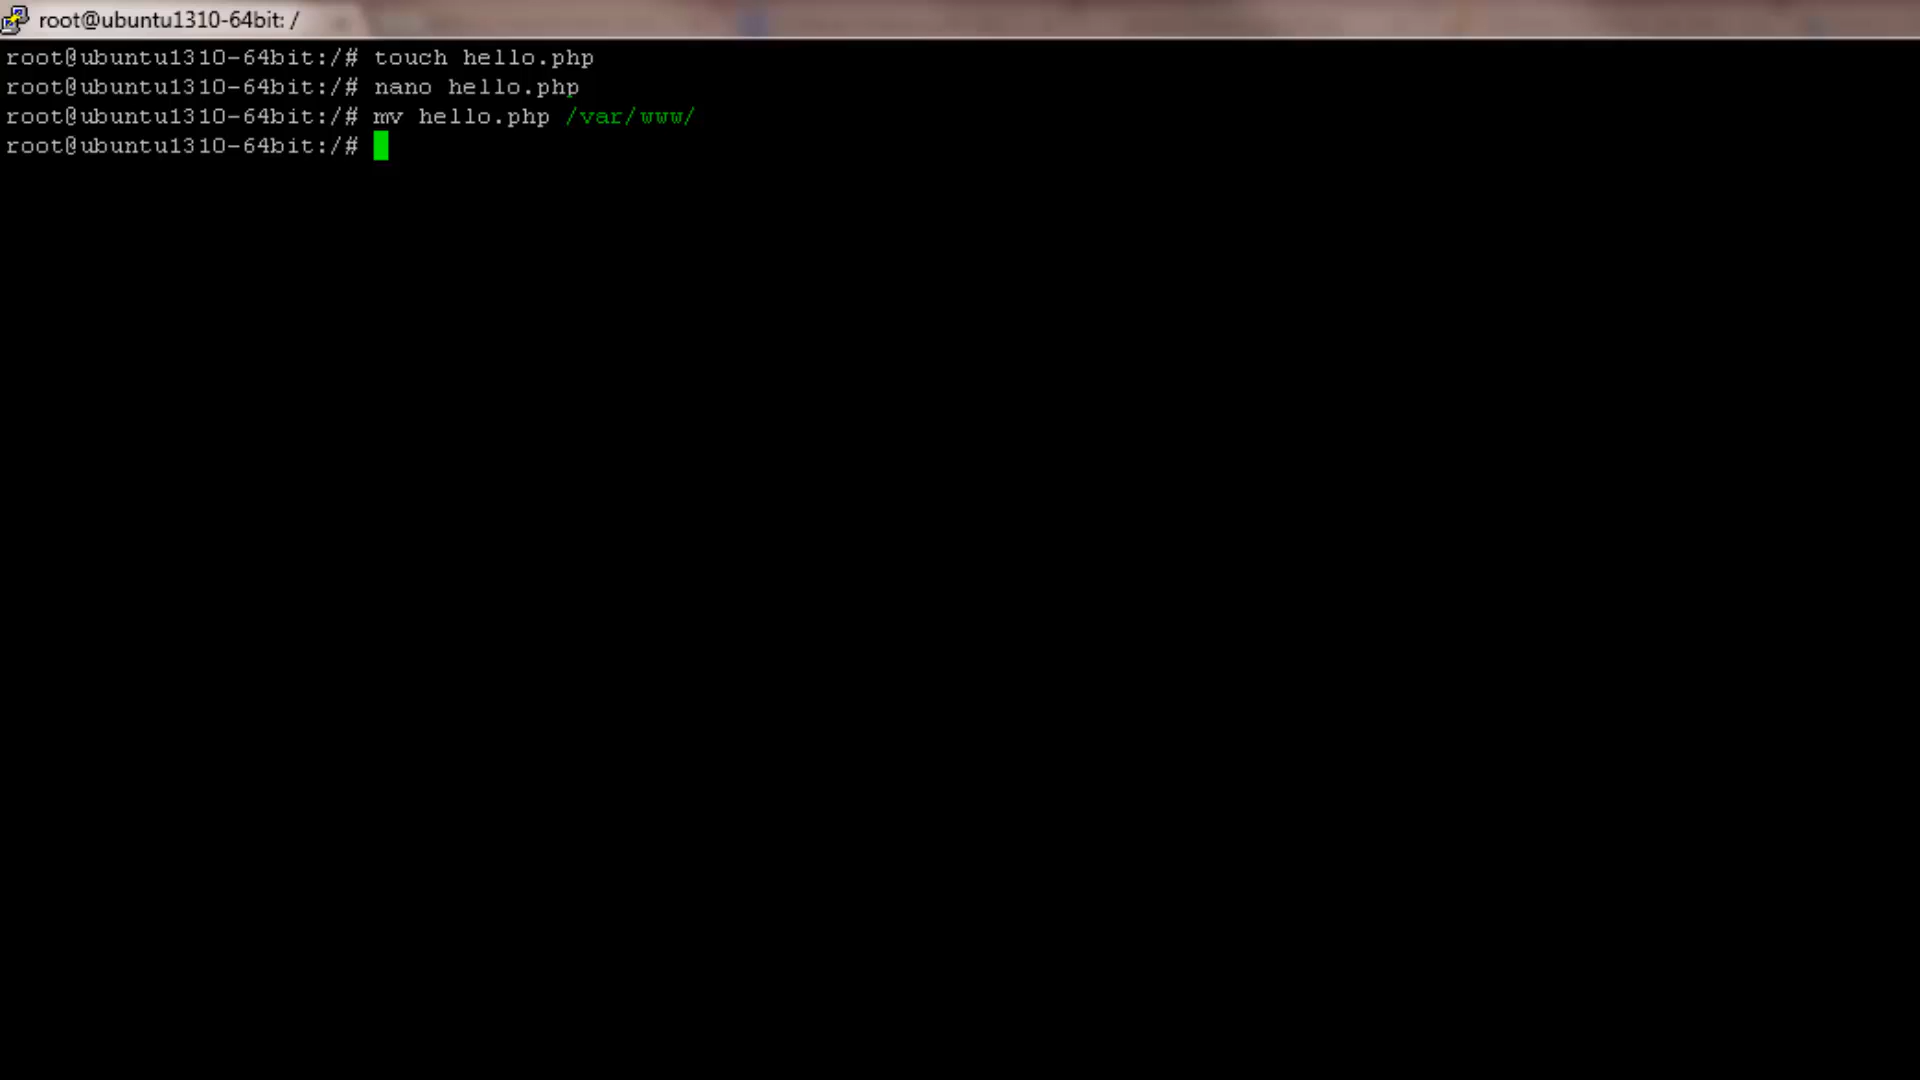 root@ubuntu1310-64bit: /
root@ubuntu1310-64bit:/# touch hello.php
root@ubuntu1310-64bit:/# nano hello.php
root@ubuntu1310-64bit:/# mv hello.php /var/www/
root@ubuntu1310-64bit:/#